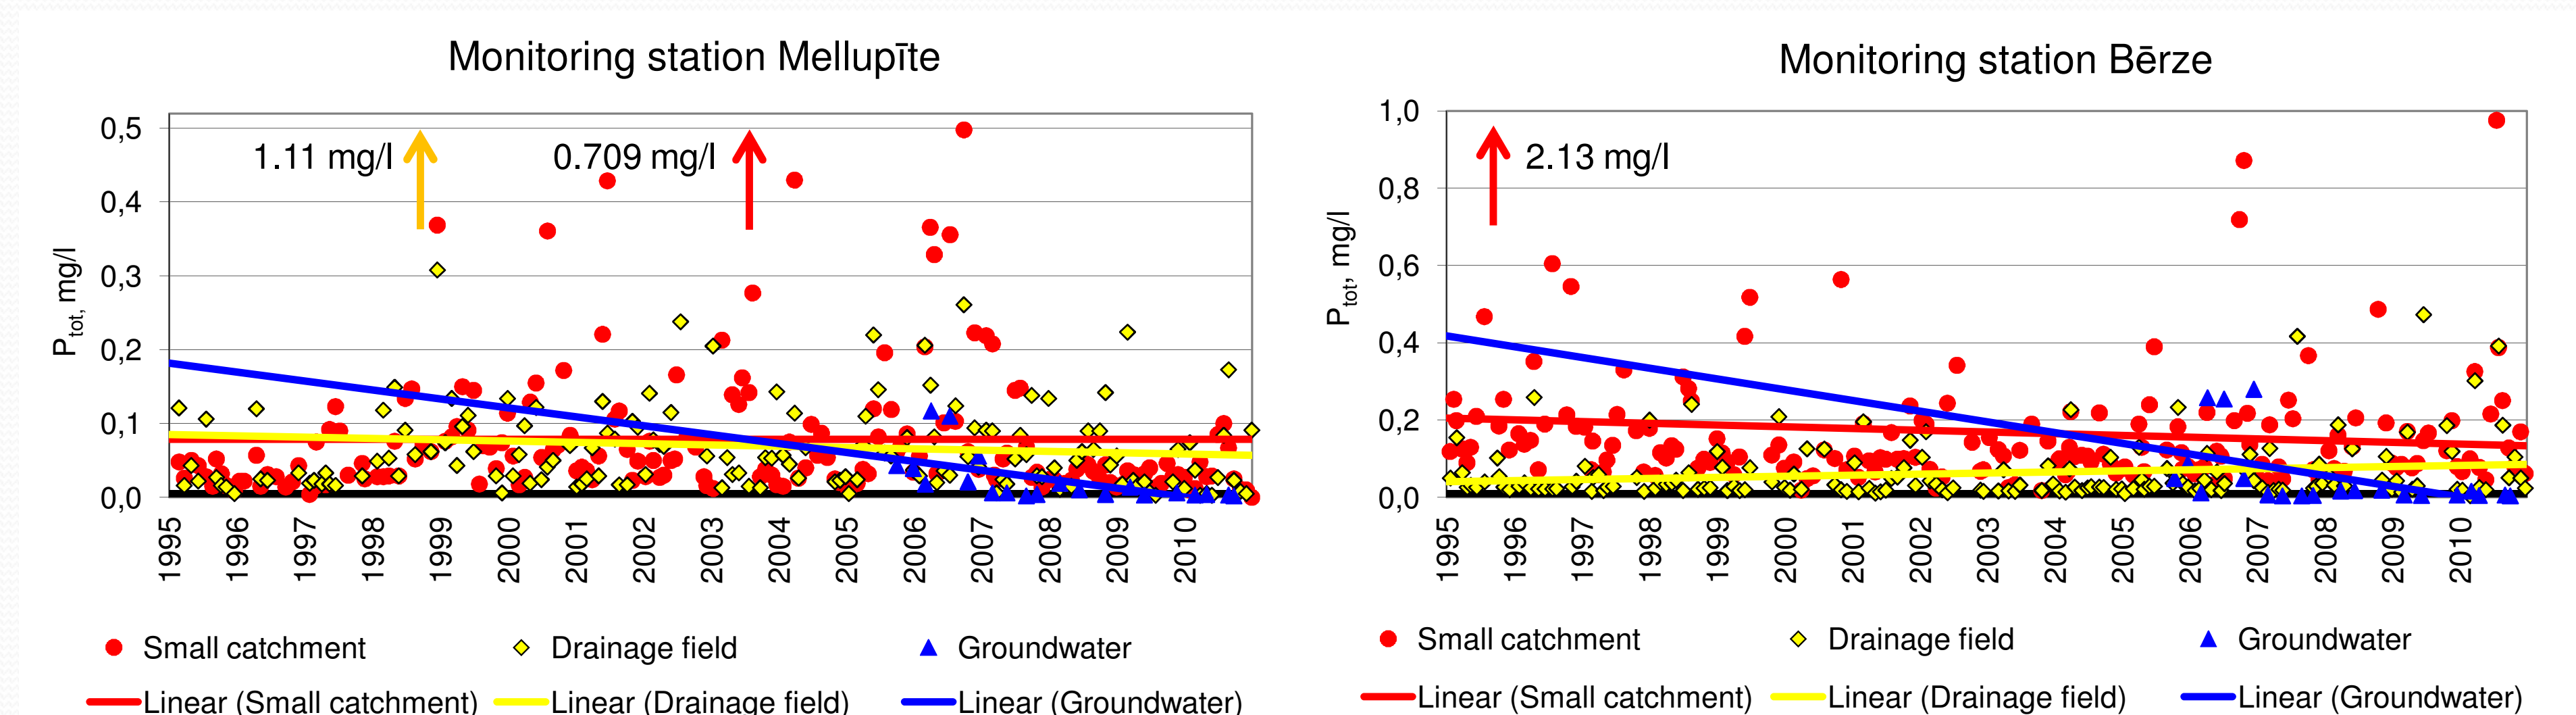 Monitoring station Mellupīte
0,5
0,4
0,3
0,2
0,1
0,0
Ptot, mg/l
1.11 mg/l
0.709 mg/l
1995
1996
1997
1998
1999
2000
2001
2002
2003
2004
2005
2006
2007
2008
2009
2010
Small catchment
Drainage field
Groundwater
Linear (Small catchment)
Linear (Drainage field)
Linear (Groundwater)
Monitoring station Bērze
1,0
0,8
0,6
0,4
0,2
0,0
Ptot, mg/l
2.13 mg/l
1995
1996
1997
1998
1999
2000
2001
2002
2003
2004
2005
2006
2007
2008
2009
2010
Small catchment
Drainage field
Groundwater
Linear (Small catchment)
Linear (Drainage field)
Linear (Groundwater)